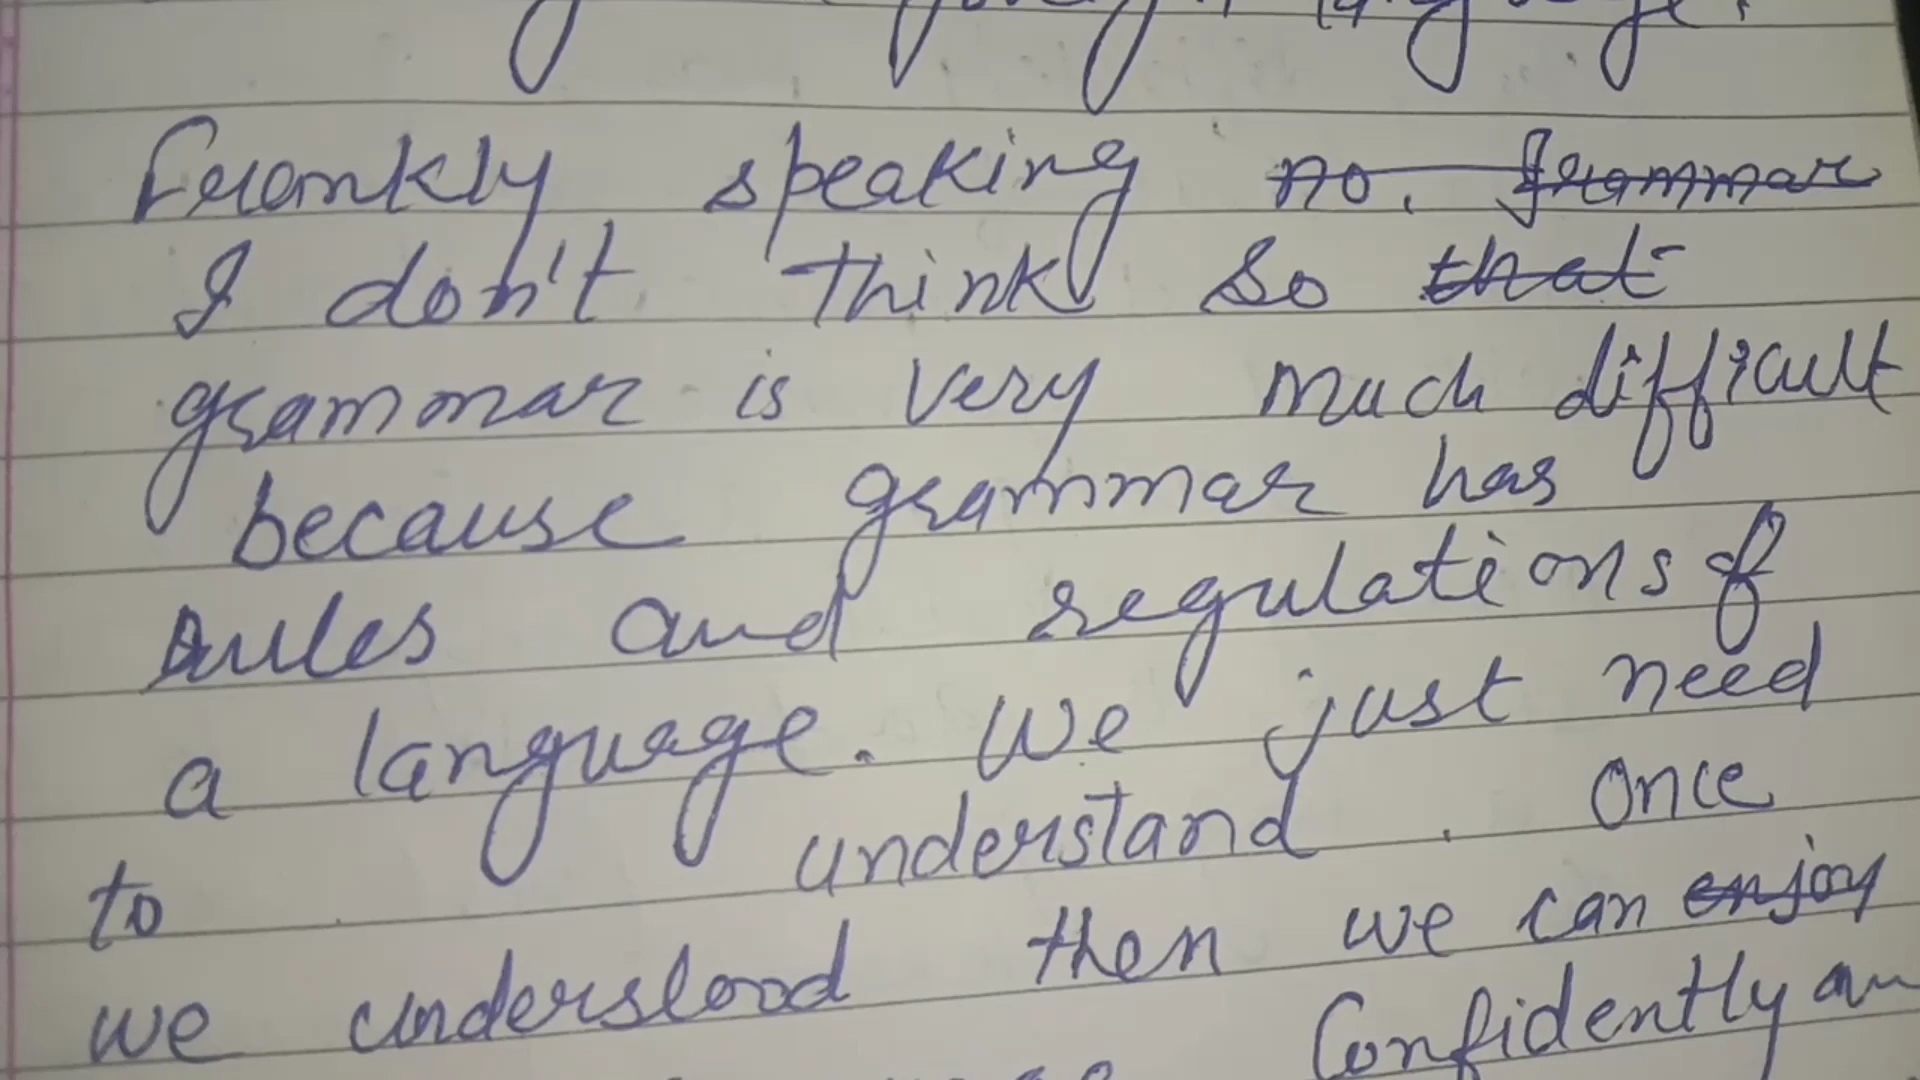 language.
Frankly speaking no. grammar
I don't think so that
grammar is very much difficult
because grammar has
rules and regulations of
a language. We just need
to understand. Once
we understood then we can enjoy
Confidently